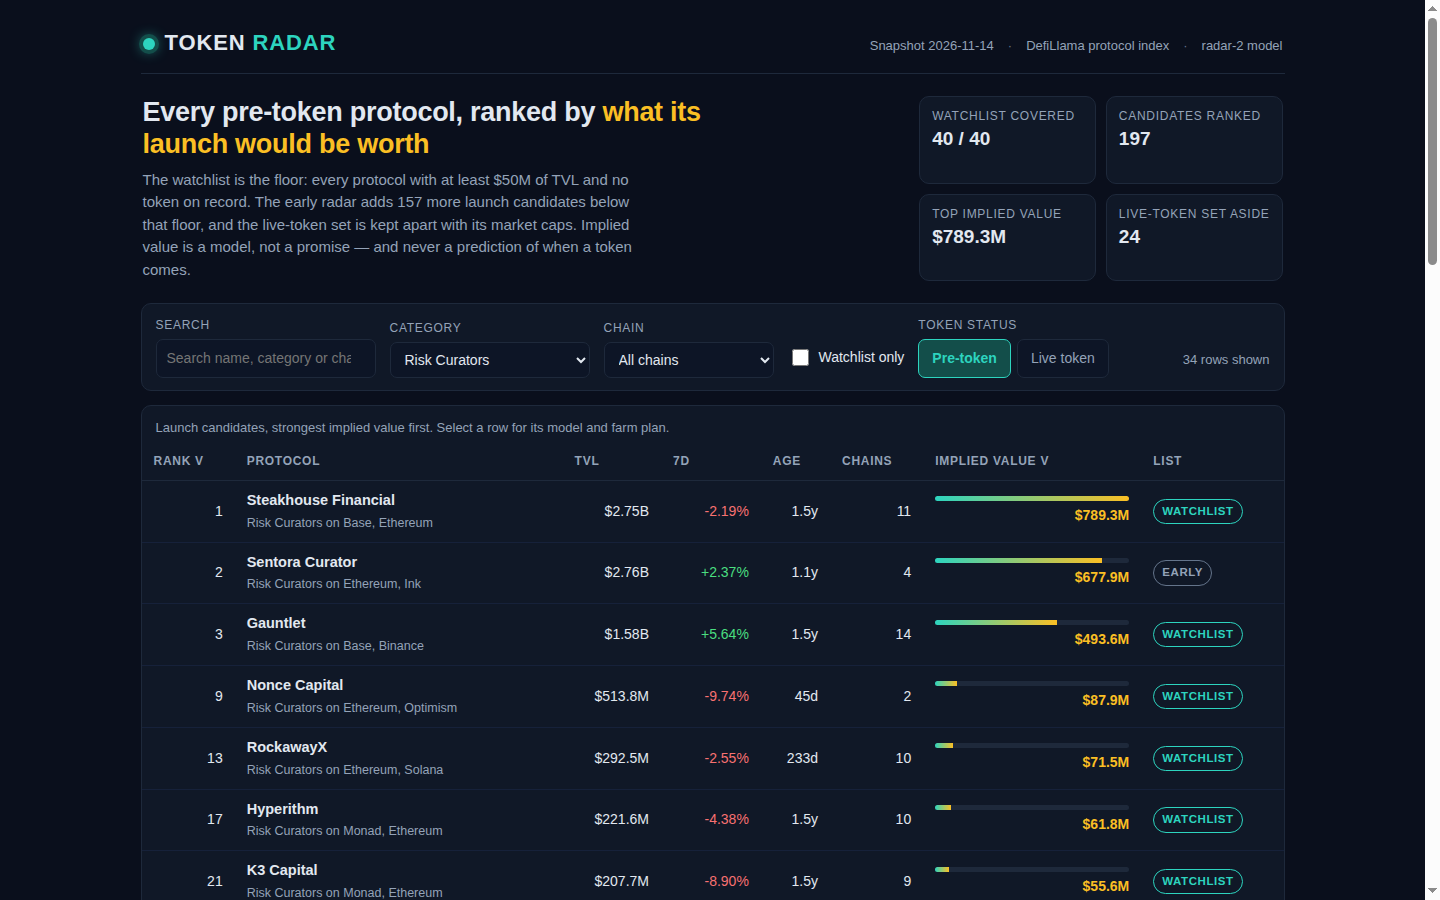 TOKEN RADAR
Snapshot 2026-11-14 · DefiLlama protocol index · radar-2 model
Every pre-token protocol, ranked by what its
launch would be worth
The watchlist is the floor: every protocol with at least $50M of TVL and no
token on record. The early radar adds 157 more launch candidates below
that floor, and the live-token set is kept apart with its market caps. Implied
value is a model, not a promise — and never a prediction of when a token
comes.
WATCHLIST COVERED
40 / 40
CANDIDATES RANKED
197
TOP IMPLIED VALUE
$789.3M
LIVE-TOKEN SET ASIDE
24
SEARCH
Search name, category or cha
CATEGORY
Risk Curators
CHAIN
All chains
Watchlist only
TOKEN STATUS
Pre-token
Live token
34 rows shown
Launch candidates, strongest implied value first. Select a row for its model and farm plan.
RANK V PROTOCOL TVL 7D AGE CHAINS IMPLIED VALUE V LIST
1 Steakhouse Financial $2.75B -2.19% 1.5y 11 $789.3M WATCHLIST
Risk Curators on Base, Ethereum
2 Sentora Curator $2.76B +2.37% 1.1y 4 $677.9M EARLY
Risk Curators on Ethereum, Ink
3 Gauntlet $1.58B +5.64% 1.5y 14 $493.6M WATCHLIST
Risk Curators on Base, Binance
9 Nonce Capital $513.8M -9.74% 45d 2 $87.9M WATCHLIST
Risk Curators on Ethereum, Optimism
13 RockawayX $292.5M -2.55% 233d 10 $71.5M WATCHLIST
Risk Curators on Ethereum, Solana
17 Hyperithm $221.6M -4.38% 1.5y 10 $61.8M WATCHLIST
Risk Curators on Monad, Ethereum
21 K3 Capital $207.7M -8.90% 1.5y 9 $55.6M WATCHLIST
Risk Curators on Monad, Ethereum